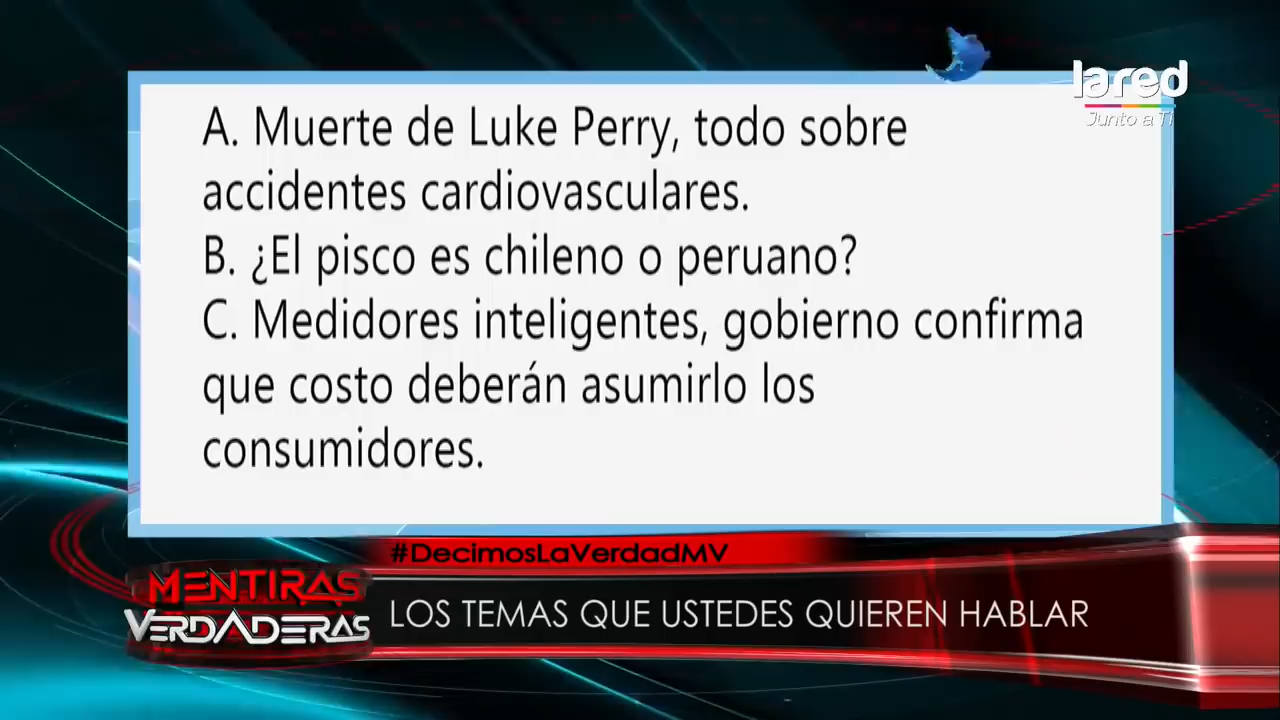 lared
Junto a Ti
A. Muerte de Luke Perry, todo sobre
accidentes cardiovasculares.
B. ¿El pisco es chileno o peruano?
C. Medidores inteligentes, gobierno confirma
que costo deberán asumirlo los
consumidores.
#DecimosLaVerdadMV
MENTIRAS
VERDADERAS
LOS TEMAS QUE USTEDES QUIEREN HABLAR